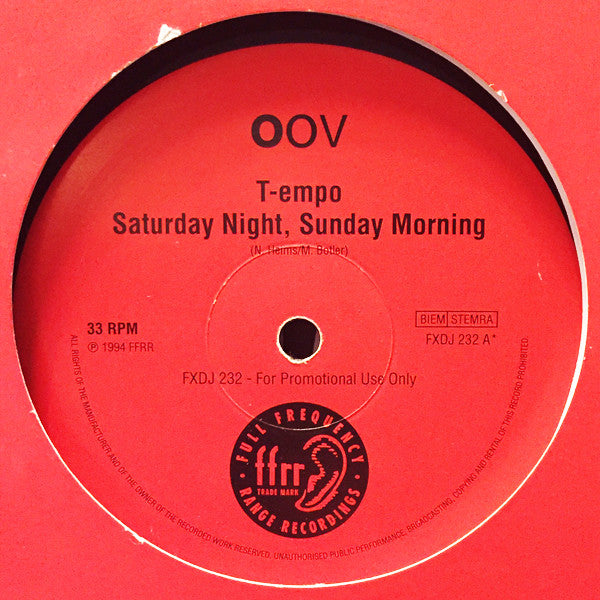 OOV
T-empo
Saturday Night, Sunday Morning
(N. Helms/M. Botler)
33 RPM
℗ 1994 FFRR
BIEM STEMRA
FXDJ 232 A*
FXDJ 232 - For Promotional Use Only
FULL FREQUENCY
ffrr
TRADE MARK
RANGE RECORDINGS
ALL RIGHTS OF THE MANUFACTURER AND OF THE OWNER OF THE RECORDED WORK RESERVED. UNAUTHORISED PUBLIC PERFORMANCE, BROADCASTING, COPYING AND RENTAL OF THIS RECORD PROHIBITED.